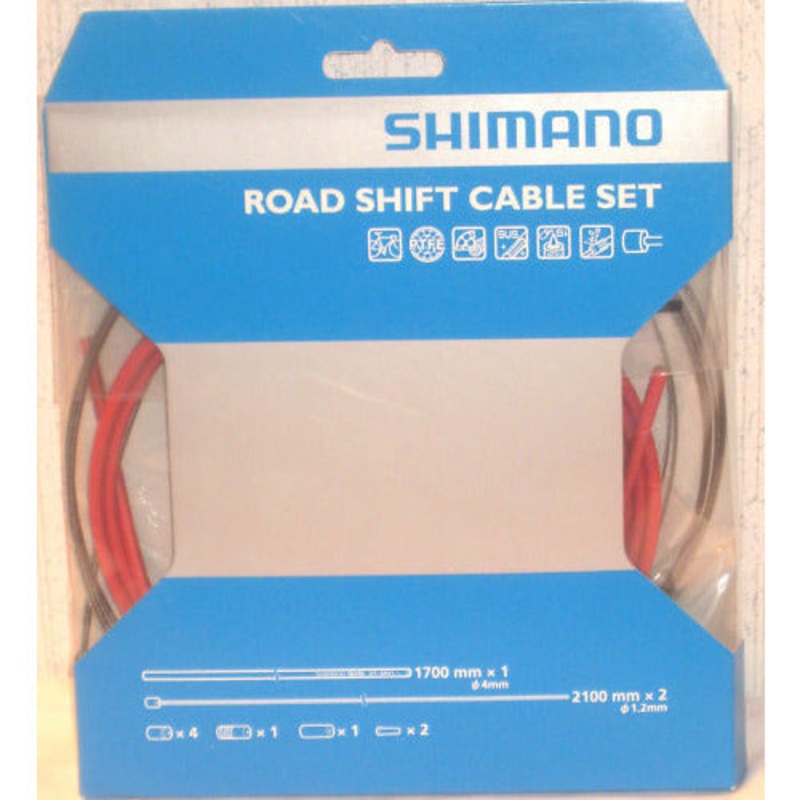 SHIMANO
ROAD SHIFT CABLE SET
PTFE SUS
1700 mm × 1
φ4mm
2100 mm × 2
φ1.2mm
× 4 × 1 × 1 × 2